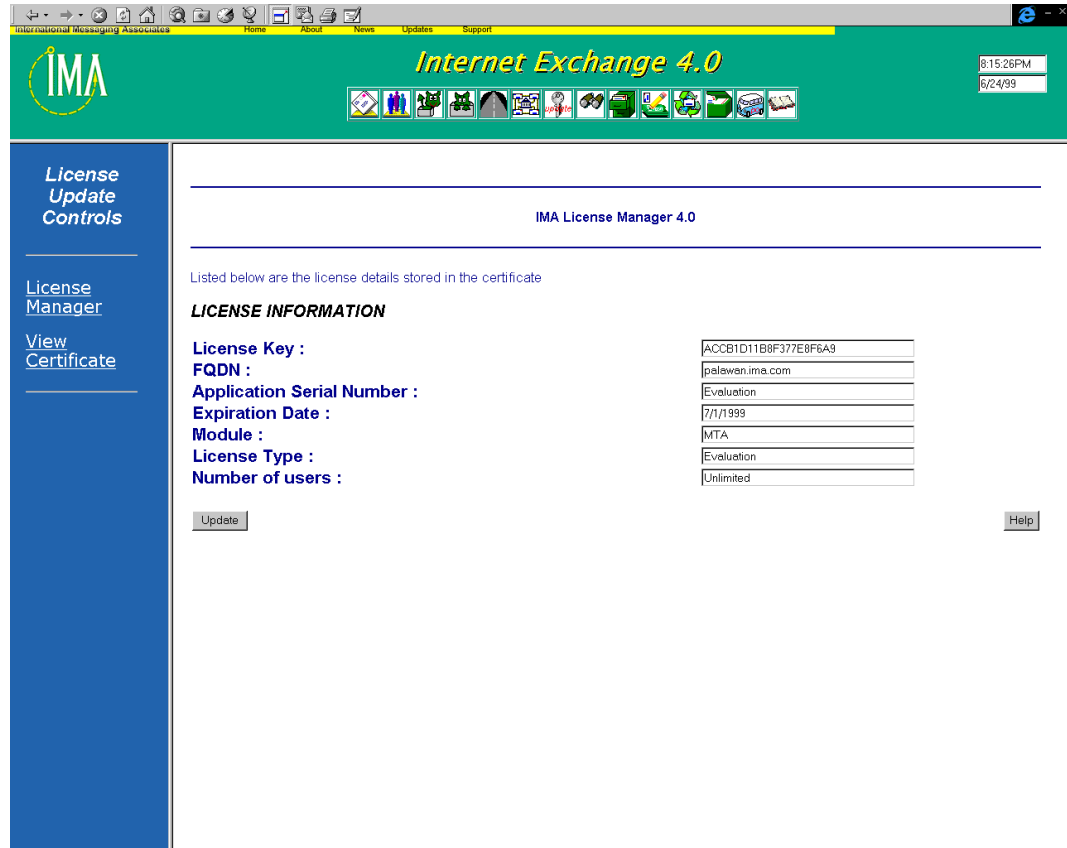 International Messaging Associates Home About News Updates Support
IMA
Internet Exchange 4.0
8:15:26PM
6/24/99
update
License
Update
Controls
License
Manager
View
Certificate
IMA License Manager 4.0
Listed below are the license details stored in the certificate
LICENSE INFORMATION
License Key : ACCB1D11B8F377E8F6A9
FQDN : palawan.ima.com
Application Serial Number : Evaluation
Expiration Date : 7/1/1999
Module : MTA
License Type : Evaluation
Number of users : Unlimited
Update Help